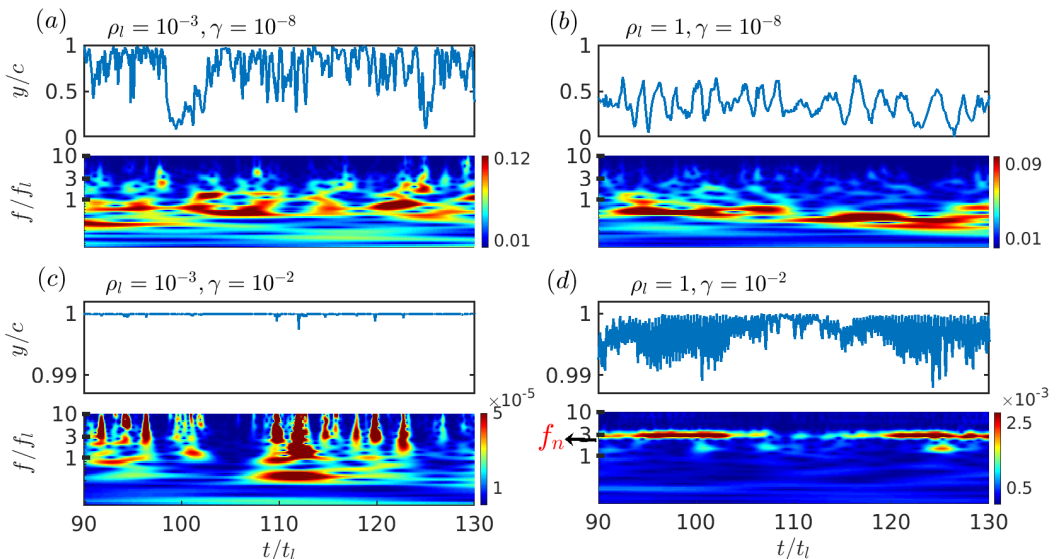 (a) ρ_l = 10^{-3}, γ = 10^{-8}
y/c
1
0.5
0
f/f_l
10
3
1
0.12
0.01
(b) ρ_l = 1, γ = 10^{-8}
1
0.5
0
10
3
1
0.09
0.01
(c) ρ_l = 10^{-3}, γ = 10^{-2}
y/c
1
0.99
f/f_l
10
3
1
×10^{-5}
5
1
90 100 110 120 130
t/t_l
(d) ρ_l = 1, γ = 10^{-2}
1
0.99
f_n
10
3
1
×10^{-3}
2.5
0.5
90 100 110 120 130
t/t_l